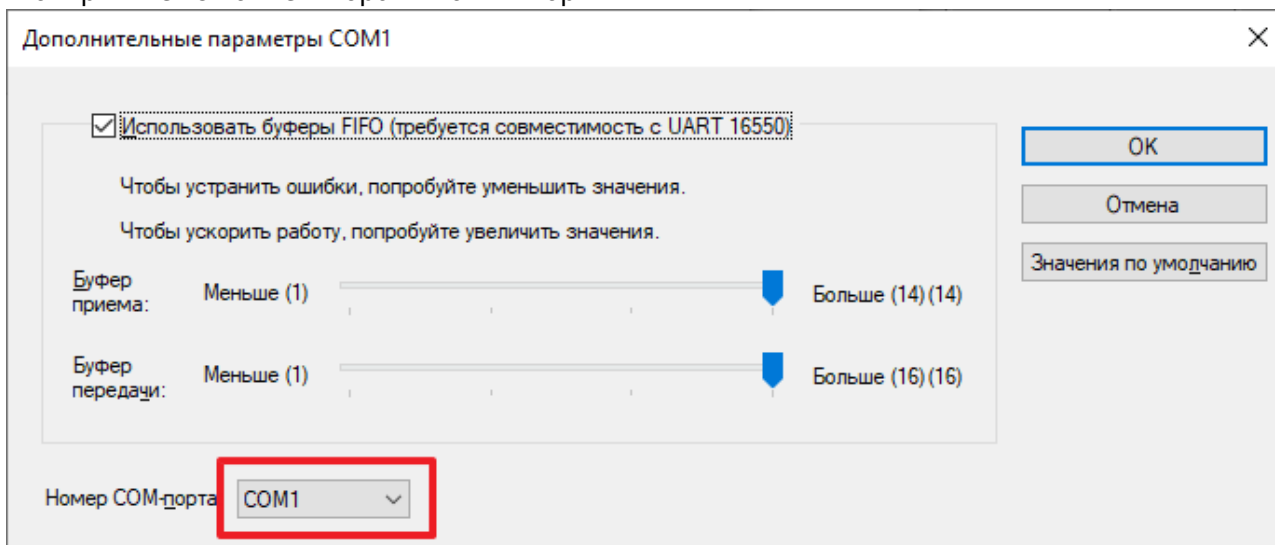 Дополнительные параметры COM1
Использовать буферы FIFO (требуется совместимость с UART 16550)
OK
Чтобы устранить ошибки, попробуйте уменьшить значения.
Отмена
Чтобы ускорить работу, попробуйте увеличить значения.
Значения по умолчанию
Буфер
приема:
Меньше (1)
Больше (14) (14)
Буфер
передачи:
Меньше (1)
Больше (16) (16)
Номер COM-порта
COM1